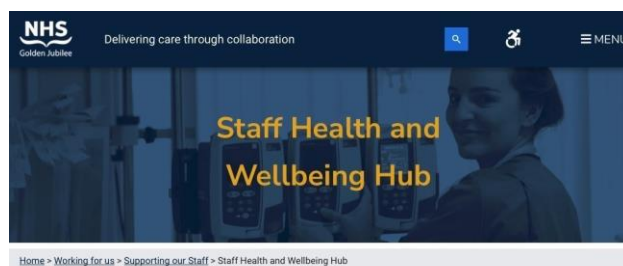 NHS
Golden Jubilee
Delivering care through collaboration
MENU
Staff Health and
Wellbeing Hub
Home > Working for us > Supporting our Staff > Staff Health and Wellbeing Hub